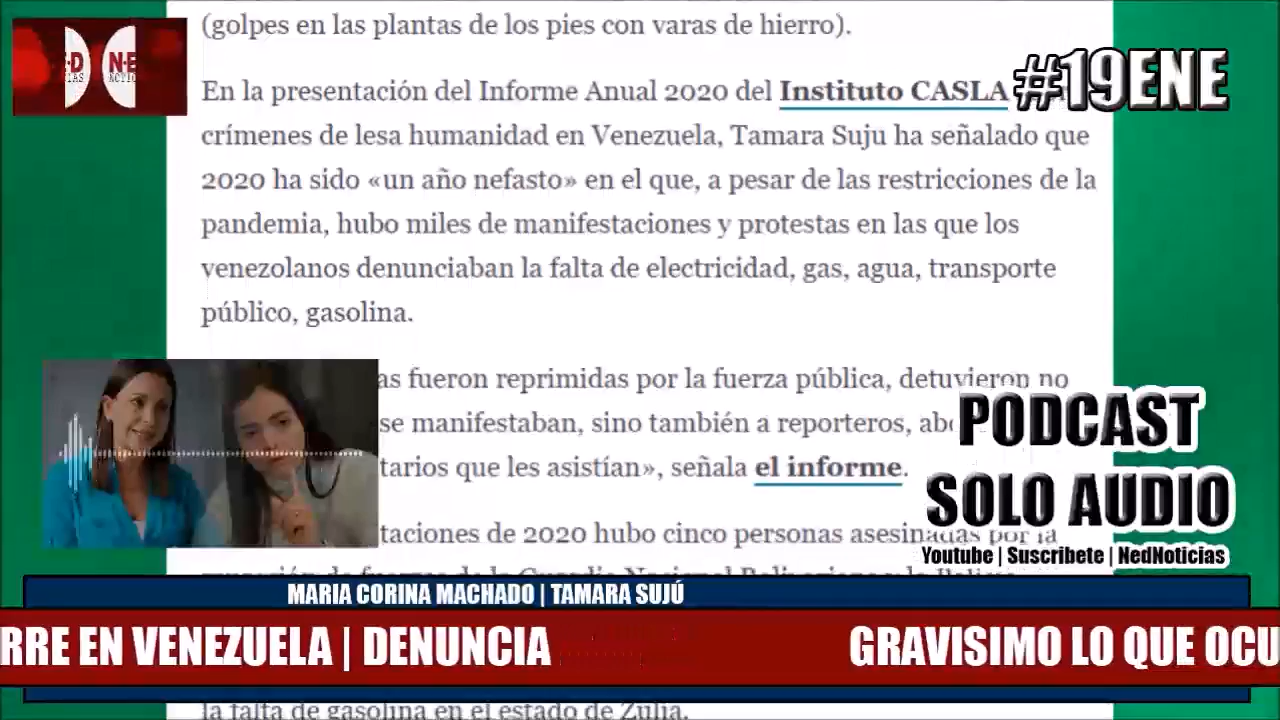 (golpes en las plantas de los pies con varas de hierro).
#19ENE
En la presentación del Informe Anual 2020 del Instituto CASLA
crímenes de lesa humanidad en Venezuela, Tamara Suju ha señalado que
2020 ha sido «un año nefasto» en el que, a pesar de las restricciones de la
pandemia, hubo miles de manifestaciones y protestas en las que los
venezolanos denunciaban la falta de electricidad, gas, agua, transporte
público, gasolina.
as fueron reprimidas por la fuerza pública, detuvieron no
se manifestaban, sino también a reporteros,
tarios que les asistían», señala el informe.
taciones de 2020 hubo cinco personas asesinadas por la
PODCAST
SOLO AUDIO
Youtube | Suscribete | NedNoticias
MARIA CORINA MACHADO | TAMARA SUJÚ
RRE EN VENEZUELA | DENUNCIA GRAVISIMO LO QUE OCU
la falta de gasolina en el estado de Zulia.